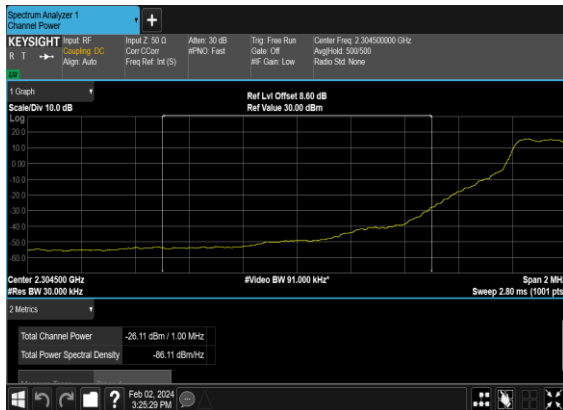 Spectrum Analyzer 1
Channel Power
+
KEYSIGHT
R T
LXI
Input: RF
Coupling: DC
Align: Auto
Input Z: 50 Ω
Corr CCorr
Freq Ref: Int (S)
Atten: 30 dB
#PNO: Fast
Trig: Free Run
Gate: Off
#IF Gain: Low
Center Freq: 2.304500000 GHz
Avg|Hold: 500/500
Radio Std: None
1 Graph
Scale/Div 10.0 dB
Ref Lvl Offset 8.60 dB
Ref Value 30.00 dBm
Log
20.0
10.0
0.00
-10.0
-20.0
-30.0
-40.0
-50.0
-60.0
Center 2.304500 GHz
#Video BW 91.000 kHz*
Span 2 MHz
#Res BW 30.000 kHz
Sweep 2.80 ms (1001 pts
2 Metrics
Total Channel Power -26.11 dBm / 1.00 MHz
Total Power Spectral Density -86.11 dBm/Hz
?
Feb 02, 2024
3:25:29 PM